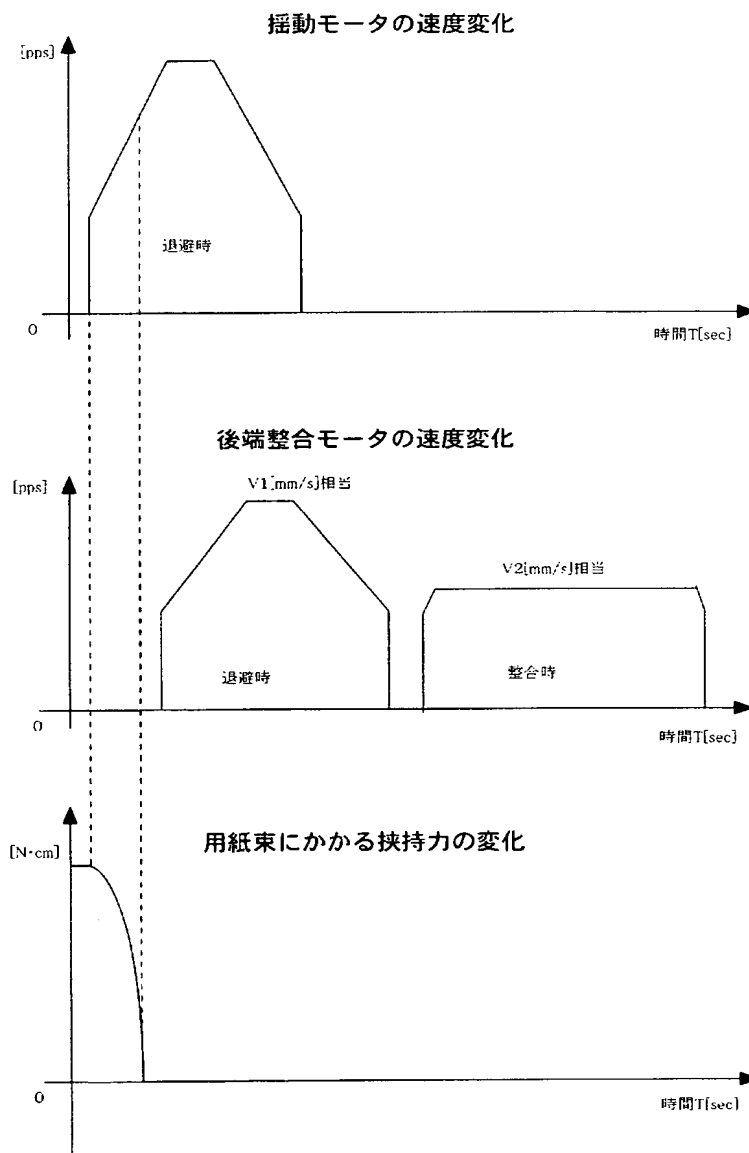 揺動モータの速度変化
[pps]
退避時
0
時間T[sec]
後端整合モータの速度変化
[pps]
V1[mm/s]相当
V2[mm/s]相当
退避時
整合時
0
時間T[sec]
用紙束にかかる挟持力の変化
[N·cm]
0
時間T[sec]